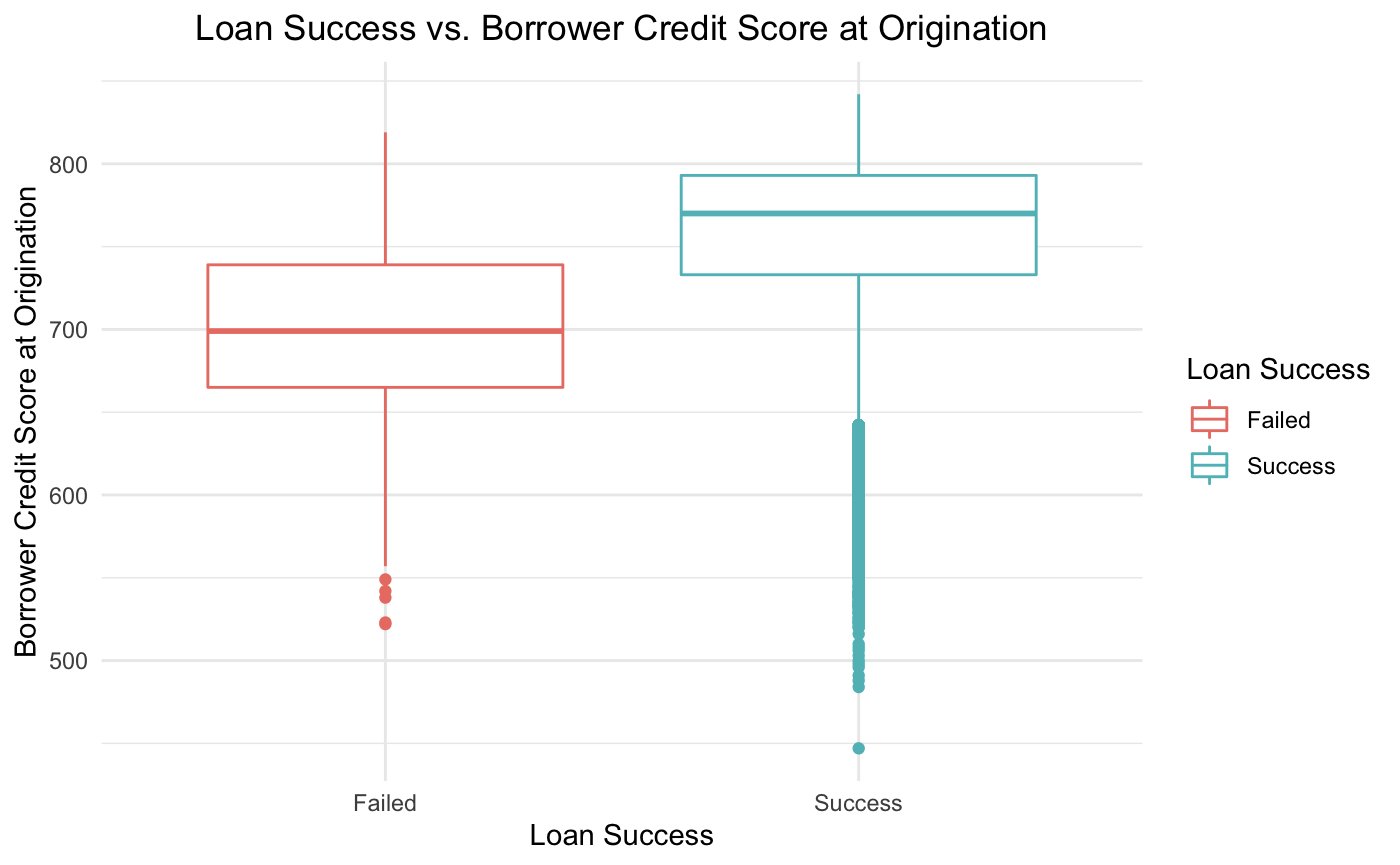 Loan Success vs. Borrower Credit Score at Origination
Borrower Credit Score at Origination
800
700
600
500
Failed
Success
Loan Success
Loan Success
Failed
Success